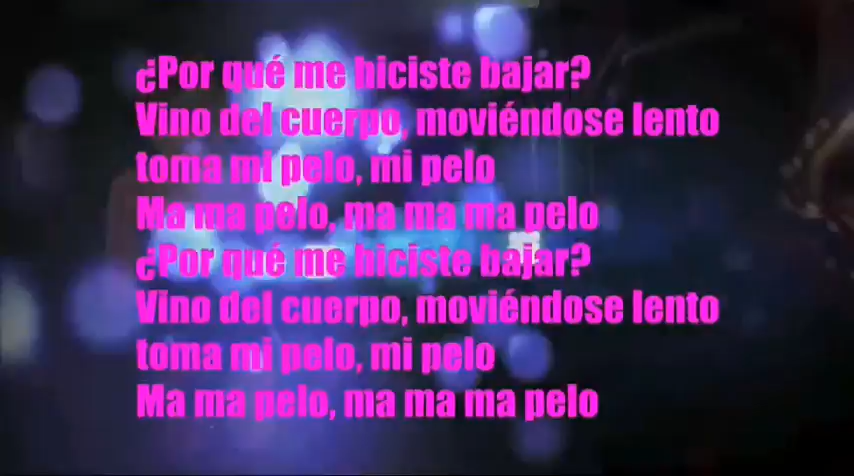 ¿Por qué me hiciste bajar?
Vino del cuerpo, moviéndose lento
toma mi pelo, mi pelo
Ma ma pelo, ma ma ma pelo
¿Por qué me hiciste bajar?
Vino del cuerpo, moviéndose lento
toma mi pelo, mi pelo
Ma ma pelo, ma ma ma pelo